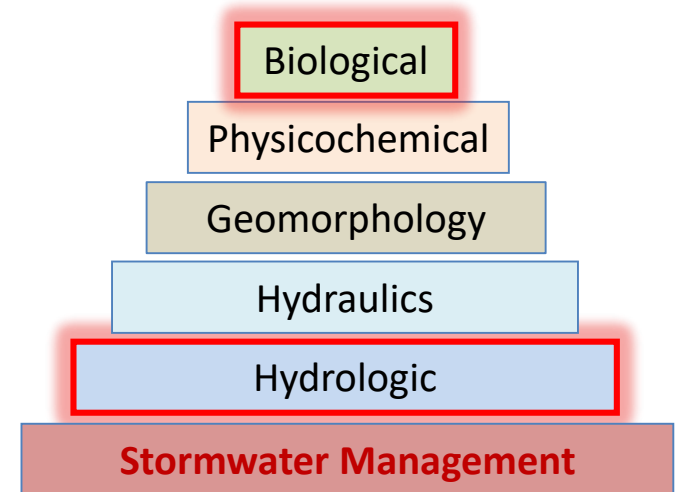 Biological
Physicochemical
Geomorphology
Hydraulics
Hydrologic
Stormwater Management